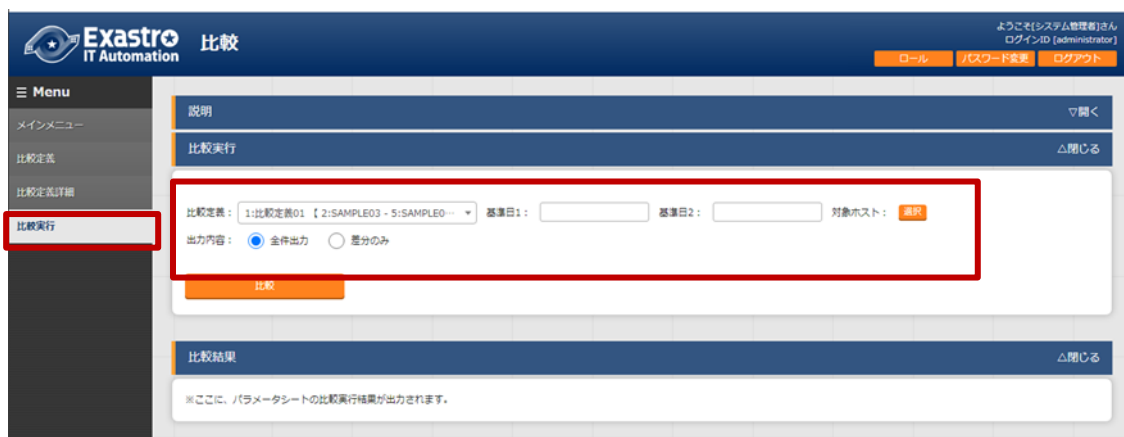 Exastro
IT Automation
比較
ようこそ[システム管理者]さん
ログインID [administrator]
ロール パスワード変更 ログアウト
☰ Menu
メインメニュー
比較定義
比較定義詳細
比較実行
説明 ▽開く
比較実行 △閉じる
比較定義： 1:比較定義01 【 2:SAMPLE03 - 5:SAMPLE0… ▼ 基準日1： 基準日2： 対象ホスト： 選択
出力内容： 全件出力 差分のみ
比較
比較結果 △閉じる
※ここに、パラメータシートの比較実行結果が出力されます。